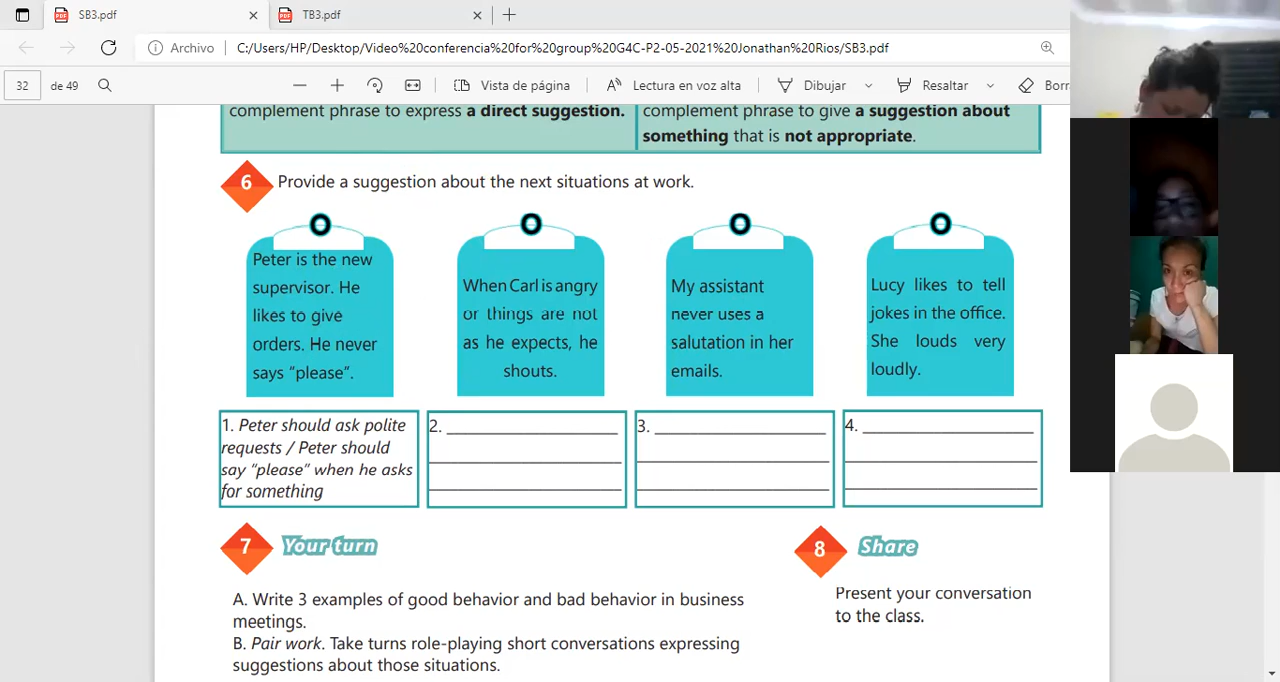 SB3.pdf
TB3.pdf
Archivo
C:/Users/HP/Desktop/Video%20conferencia%20for%20group%20G4C-P2-05-2021%20Jonathan%20Rios/SB3.pdf
32
de 49
Vista de página
Lectura en voz alta
Dibujar
Resaltar
Borr
complement phrase to express a direct suggestion.
complement phrase to give a suggestion about
something that is not appropriate.
6 Provide a suggestion about the next situations at work.
Peter is the new
supervisor. He
likes to give
orders. He never
says “please”.
When Carl is angry
or things are not
as he expects, he
shouts.
My assistant
never uses a
salutation in her
emails.
Lucy likes to tell
jokes in the office.
She louds very
loudly.
1. Peter should ask polite
requests / Peter should
say “please” when he asks
for something
2.
3.
4.
7 Your turn
A. Write 3 examples of good behavior and bad behavior in business
meetings.
B. Pair work. Take turns role-playing short conversations expressing
suggestions about those situations.
8 Share
Present your conversation
to the class.